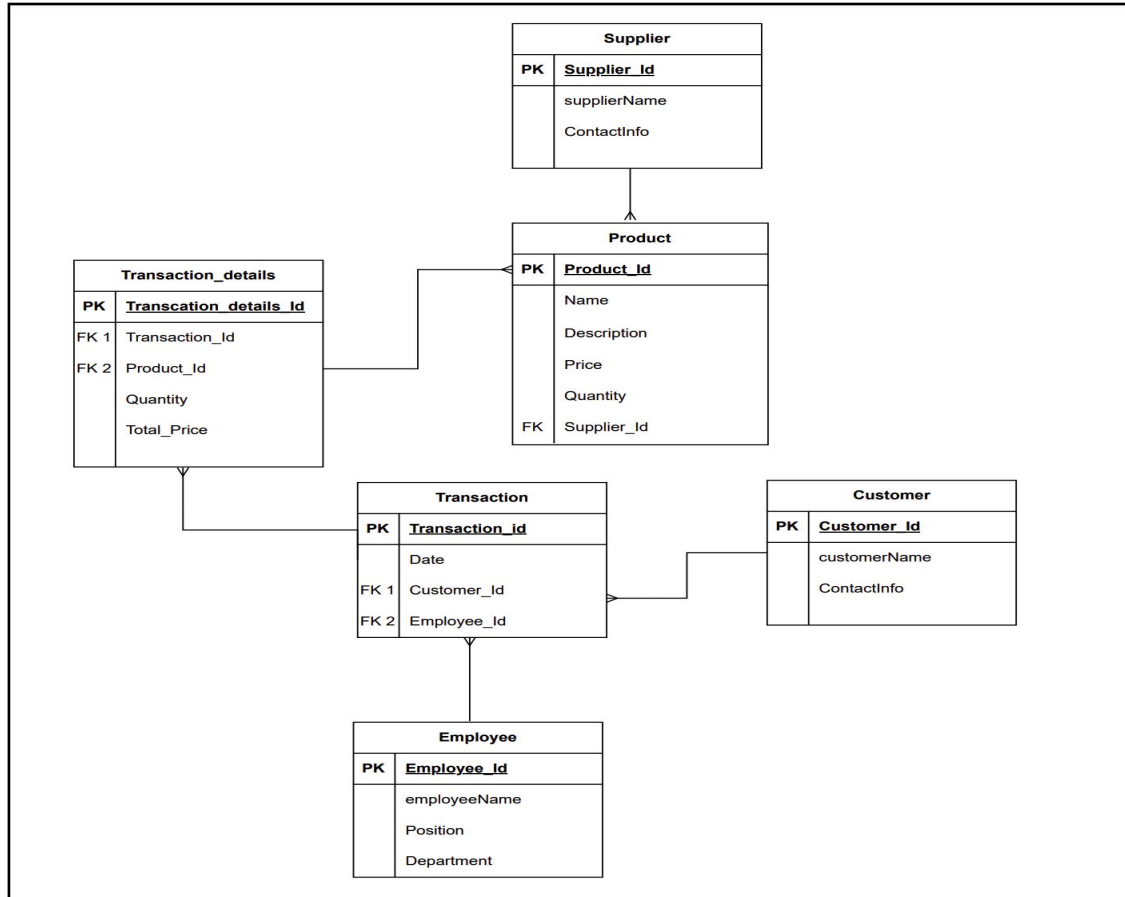 Supplier
PK Supplier_Id
supplierName
ContactInfo
Product
PK Product_Id
Name
Description
Price
Quantity
FK Supplier_Id
Transaction_details
PK Transcation_details_Id
FK 1 Transaction_Id
FK 2 Product_Id
Quantity
Total_Price
Transaction
PK Transaction_id
Date
FK 1 Customer_Id
FK 2 Employee_Id
Customer
PK Customer_Id
customerName
ContactInfo
Employee
PK Employee_Id
employeeName
Position
Department